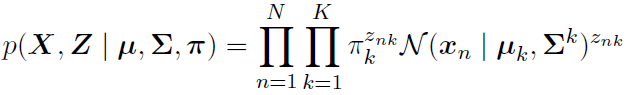 p(X, Z | μ, Σ, π) = ∏_{n=1}^{N} ∏_{k=1}^{K} π_k^{z_{nk}} 𝒩(x_n | μ_k, Σ^k)^{z_{nk}}